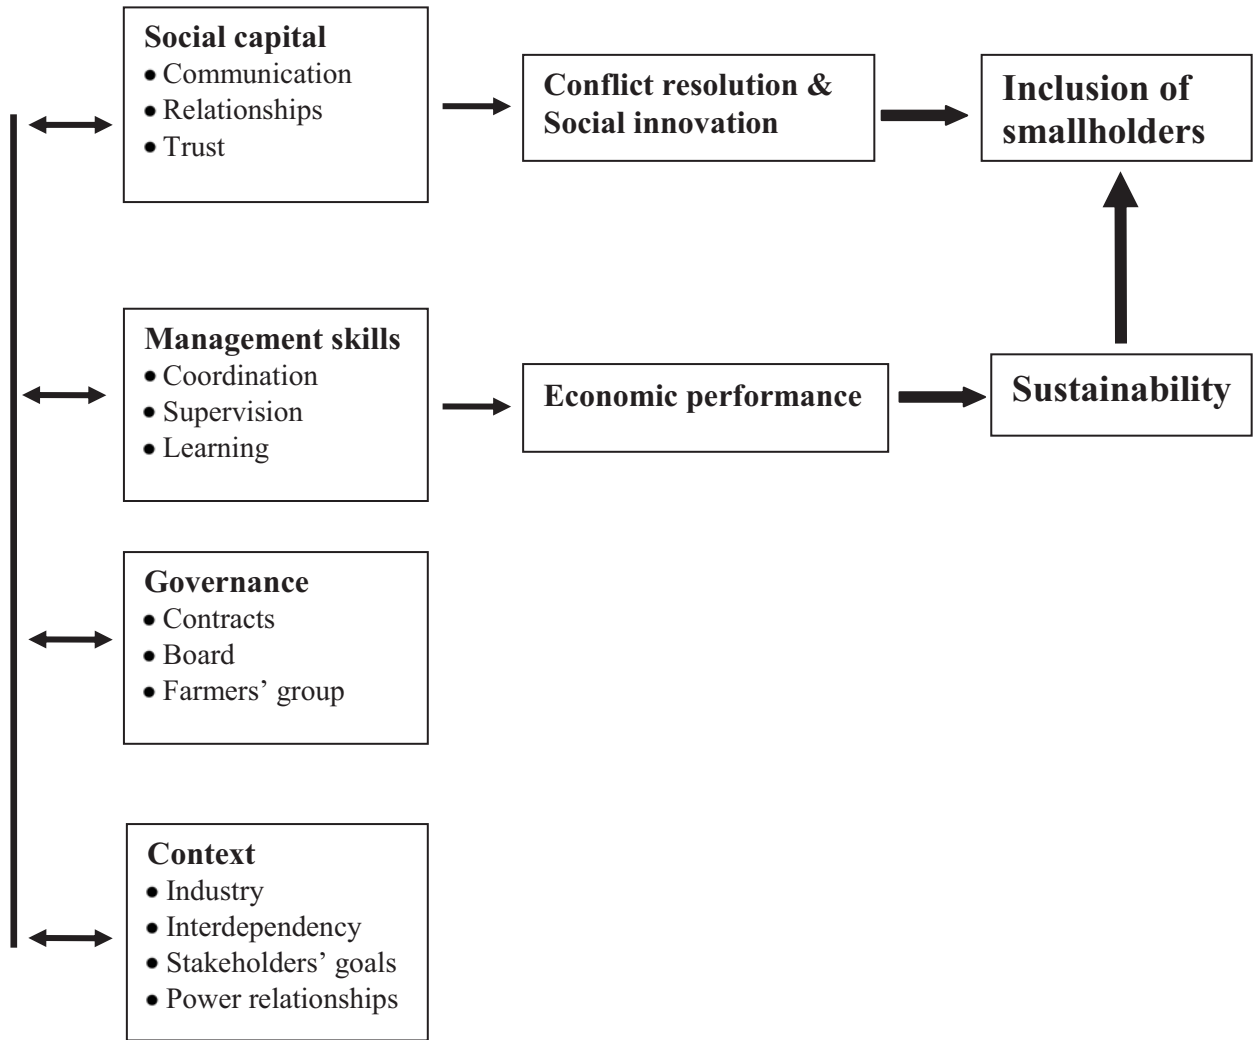 Social capital
• Communication
• Relationships
• Trust
Conflict resolution &
Social innovation
Inclusion of
smallholders
Management skills
• Coordination
• Supervision
• Learning
Economic performance
Sustainability
Governance
• Contracts
• Board
• Farmers’ group
Context
• Industry
• Interdependency
• Stakeholders’ goals
• Power relationships